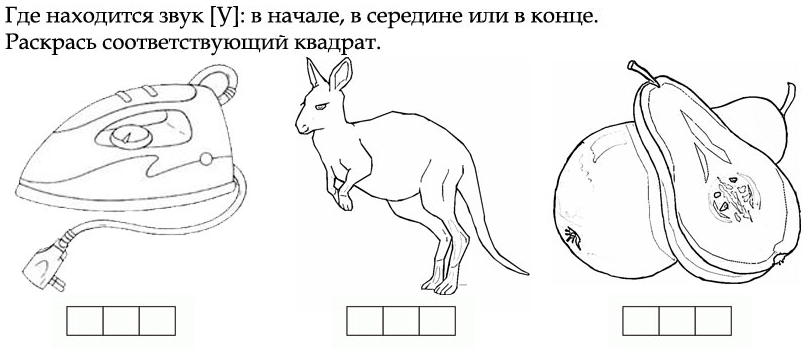 Где находится звук [У]: в начале, в середине или в конце.
Раскрась соответствующий квадрат.